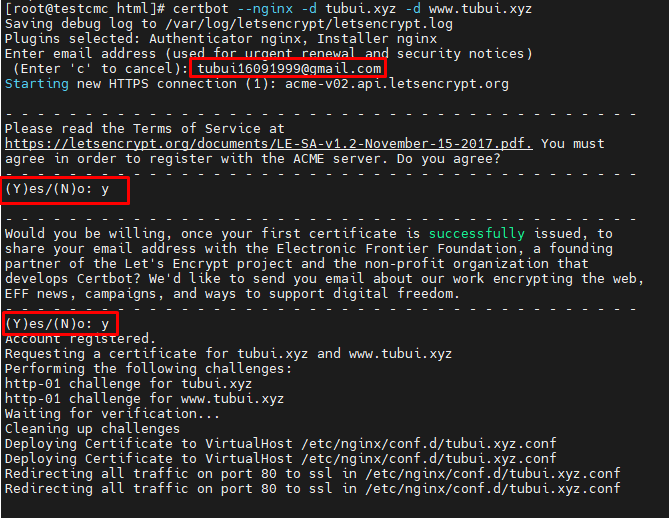 [root@testcmc html]# certbot --nginx -d tubui.xyz -d www.tubui.xyz
Saving debug log to /var/log/letsencrypt/letsencrypt.log
Plugins selected: Authenticator nginx, Installer nginx
Enter email address (used for urgent renewal and security notices)
(Enter 'c' to cancel): tubui16091999@gmail.com
Starting new HTTPS connection (1): acme-v02.api.letsencrypt.org
- - - - - - - - - - - - - - - - - - - - - - - - - - - - - - - - - - - - - - - -
Please read the Terms of Service at
https://letsencrypt.org/documents/LE-SA-v1.2-November-15-2017.pdf. You must
agree in order to register with the ACME server. Do you agree?
- - - - - - - - - - - - - - - - - - - - - - - - - - - - - - - - - - - - - - - -
(Y)es/(N)o: y
- - - - - - - - - - - - - - - - - - - - - - - - - - - - - - - - - - - - - - - -
Would you be willing, once your first certificate is successfully issued, to
share your email address with the Electronic Frontier Foundation, a founding
partner of the Let's Encrypt project and the non-profit organization that
develops Certbot? We'd like to send you email about our work encrypting the web,
EFF news, campaigns, and ways to support digital freedom.
- - - - - - - - - - - - - - - - - - - - - - - - - - - - - - - - - - - - - - - -
(Y)es/(N)o: y
Account registered.
Requesting a certificate for tubui.xyz and www.tubui.xyz
Performing the following challenges:
http-01 challenge for tubui.xyz
http-01 challenge for www.tubui.xyz
Waiting for verification...
Cleaning up challenges
Deploying Certificate to VirtualHost /etc/nginx/conf.d/tubui.xyz.conf
Deploying Certificate to VirtualHost /etc/nginx/conf.d/tubui.xyz.conf
Redirecting all traffic on port 80 to ssl in /etc/nginx/conf.d/tubui.xyz.conf
Redirecting all traffic on port 80 to ssl in /etc/nginx/conf.d/tubui.xyz.conf